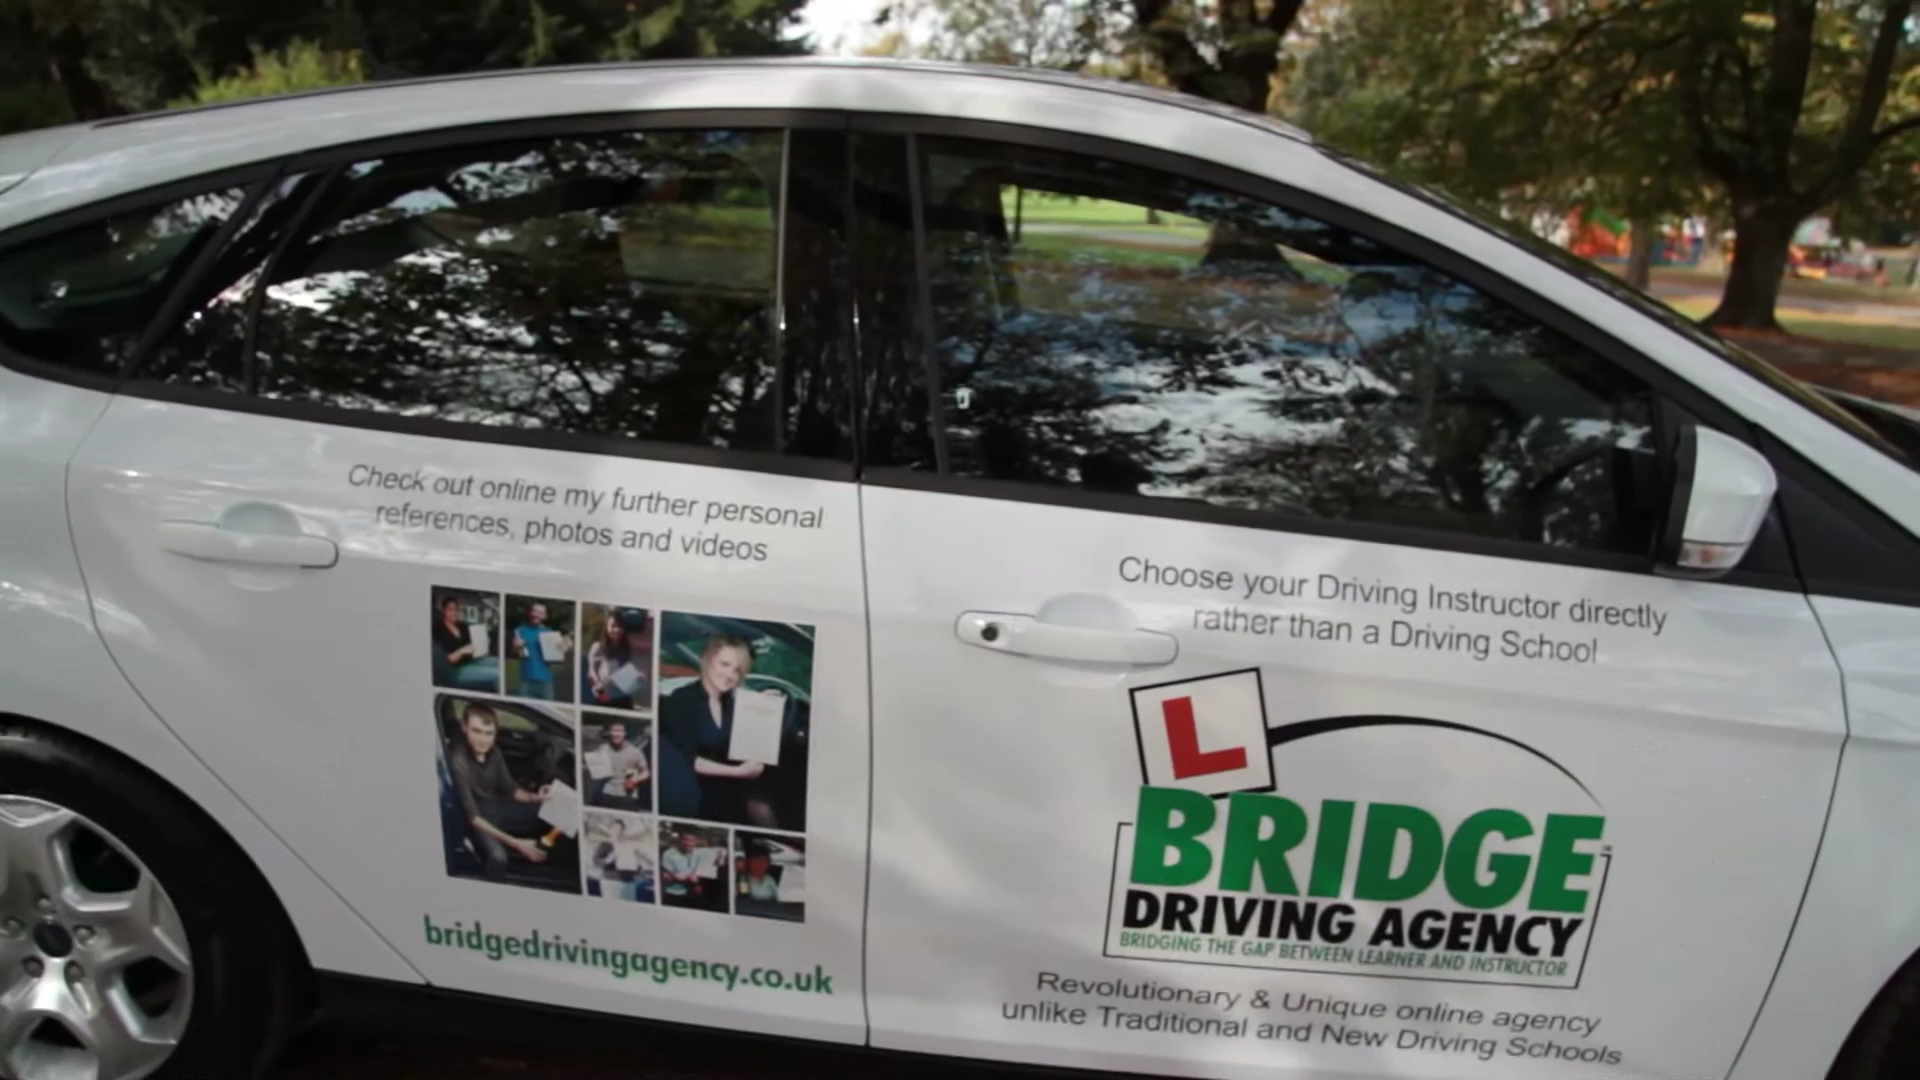 Check out online my further personal
references, photos and videos
bridgedrivingagency.co.uk
Choose your Driving Instructor directly
rather than a Driving School
L
BRIDGE
DRIVING AGENCY
BRIDGING THE GAP BETWEEN LEARNER AND INSTRUCTOR
Revolutionary & Unique online agency
unlike Traditional and New Driving Schools